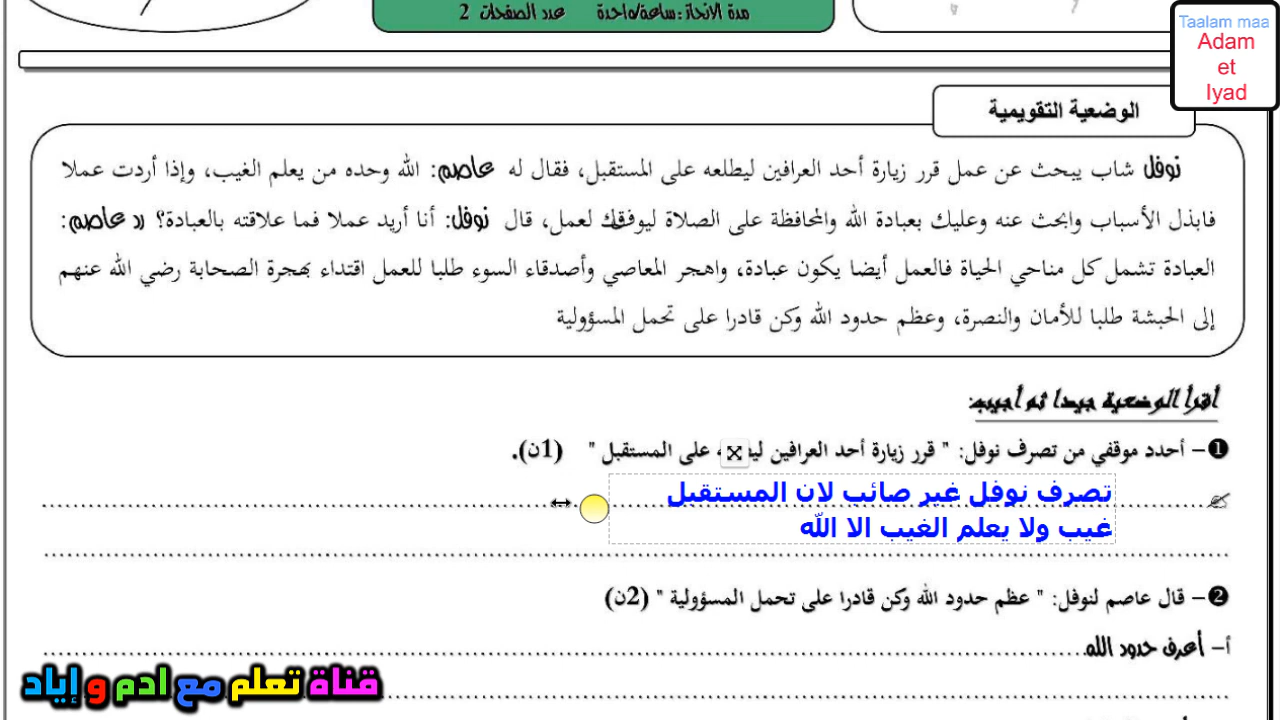 مدة الانجاز: ساعة/واحدة عدد الصفحات 2
Taalam maa
Adam
et
Iyad
الوضعية التقويمية
نوفل شاب يبحث عن عمل قرر زيارة أحد العرافين ليطلعه على المستقبل، فقال له عاصم: الله وحده من يعلم الغيب، وإذا أردت عملا
فابذل الأسباب وابحث عنه وعليك بعبادة الله والمحافظة على الصلاة ليوفقك لعمل، قال نوفل: أنا أريد عملا فما علاقته بالعبادة؟ رد عاصم:
العبادة تشمل كل مناحي الحياة فالعمل أيضا يكون عبادة، واهجر المعاصي وأصدقاء السوء طلبا للعمل اقتداء بهجرة الصحابة رضي الله عنهم
إلى الحبشة طلبا للأمان والنصرة، وعظم حدود الله وكن قادرا على تحمل المسؤولية
أقرأ الوضعية جيدا ثم أجيب:
❶– أحدد موقفي من تصرف نوفل: " قرر زيارة أحد العرافين على المستقبل " (1ن).
تصرف نوفل غير صائب لان المستقبل
غيب ولا يعلم الغيب الا الله
❷– قال عاصم لنوفل: " عظم حدود الله وكن قادرا على تحمل المسؤولية " (2ن)
أ– أعرف حدود الله
قناة تعلم مع ادم و إياد